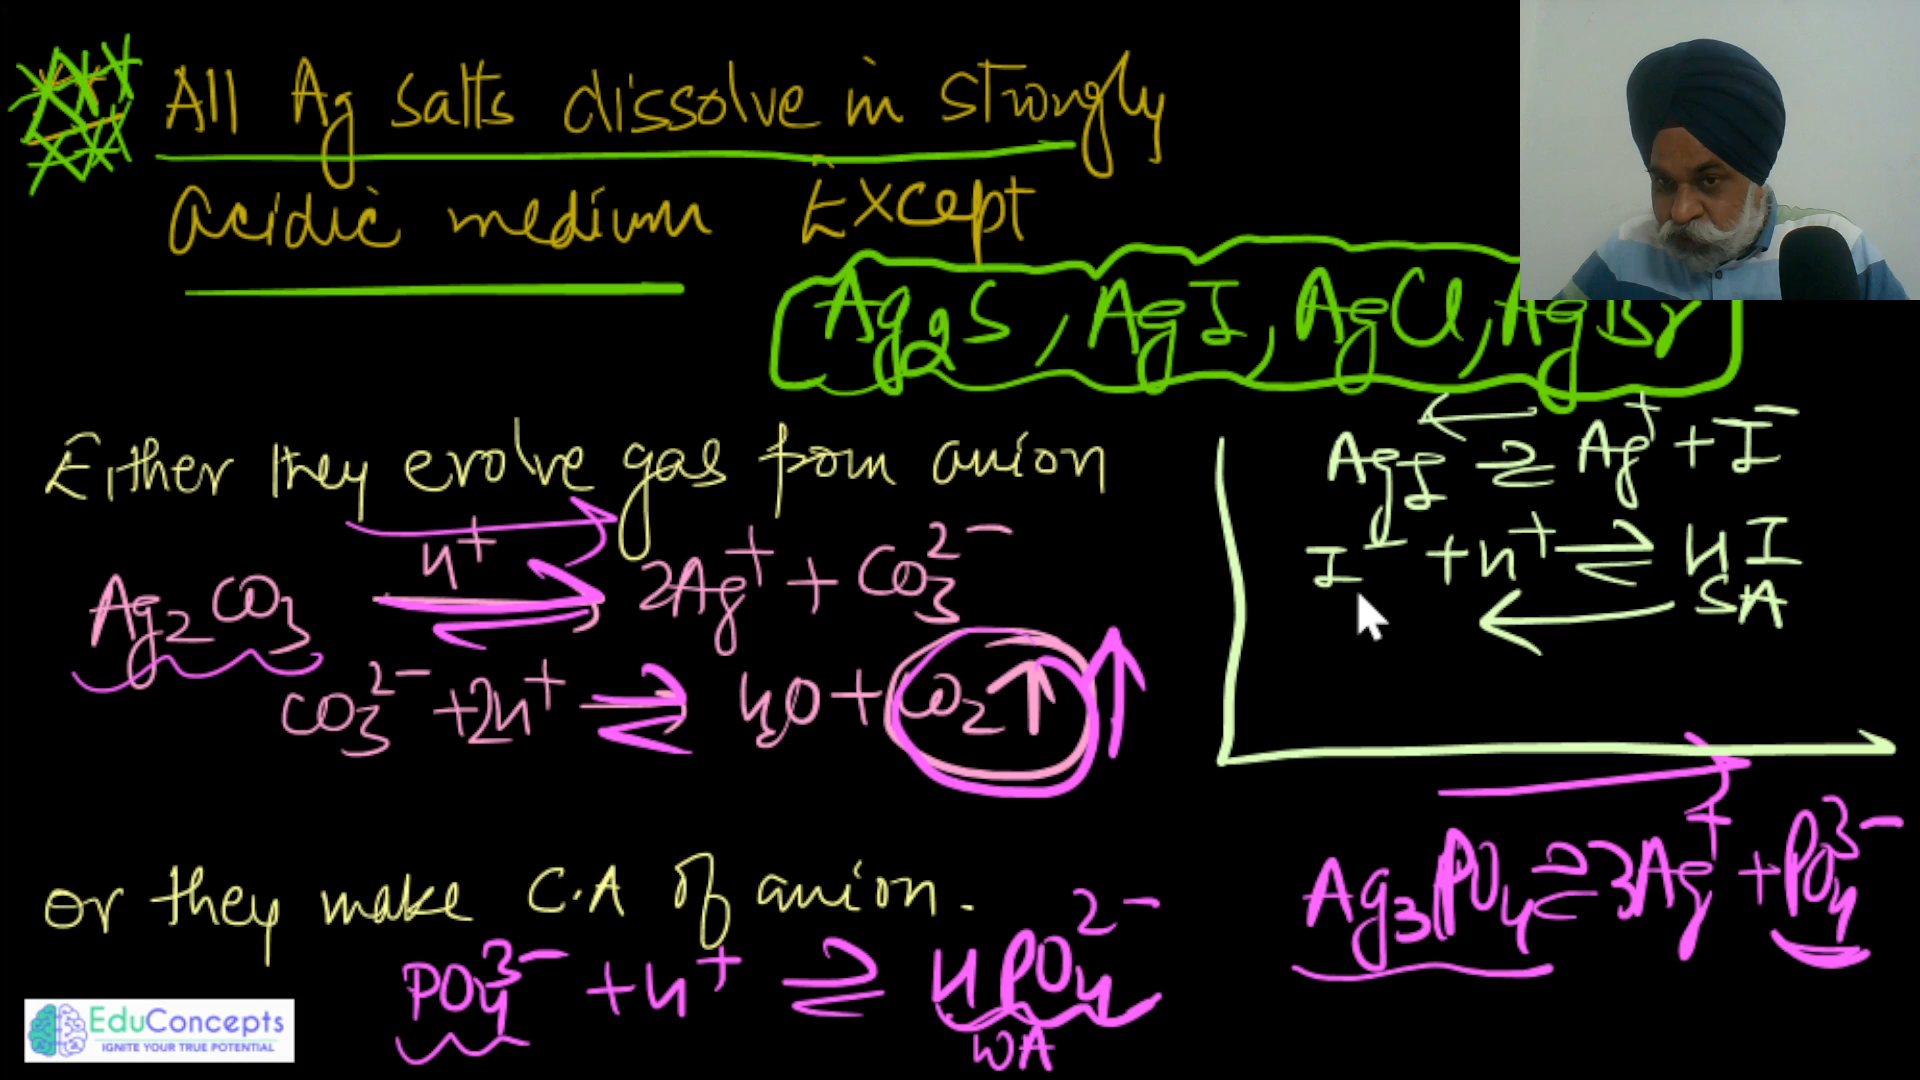 All Ag salts dissolve in strongly
acidic medium Except
Ag2S, AgI, AgCl, AgBr
Either they evolve gas from anion
Ag2CO3 H+ ⇌ 2Ag+ + CO3^2-
CO3^2- + 2H+ ⇌ H2O + CO2↑ ↑
AgI ⇌ Ag+ + I-
I- + H+ ⇌ HI
SA
Ag3PO4 ⇌ 3Ag+ + PO4^3-
or they make C.A of anion.
PO4^3- + H+ ⇌ HPO4^2-
WA
EduConcepts
IGNITE YOUR TRUE POTENTIAL